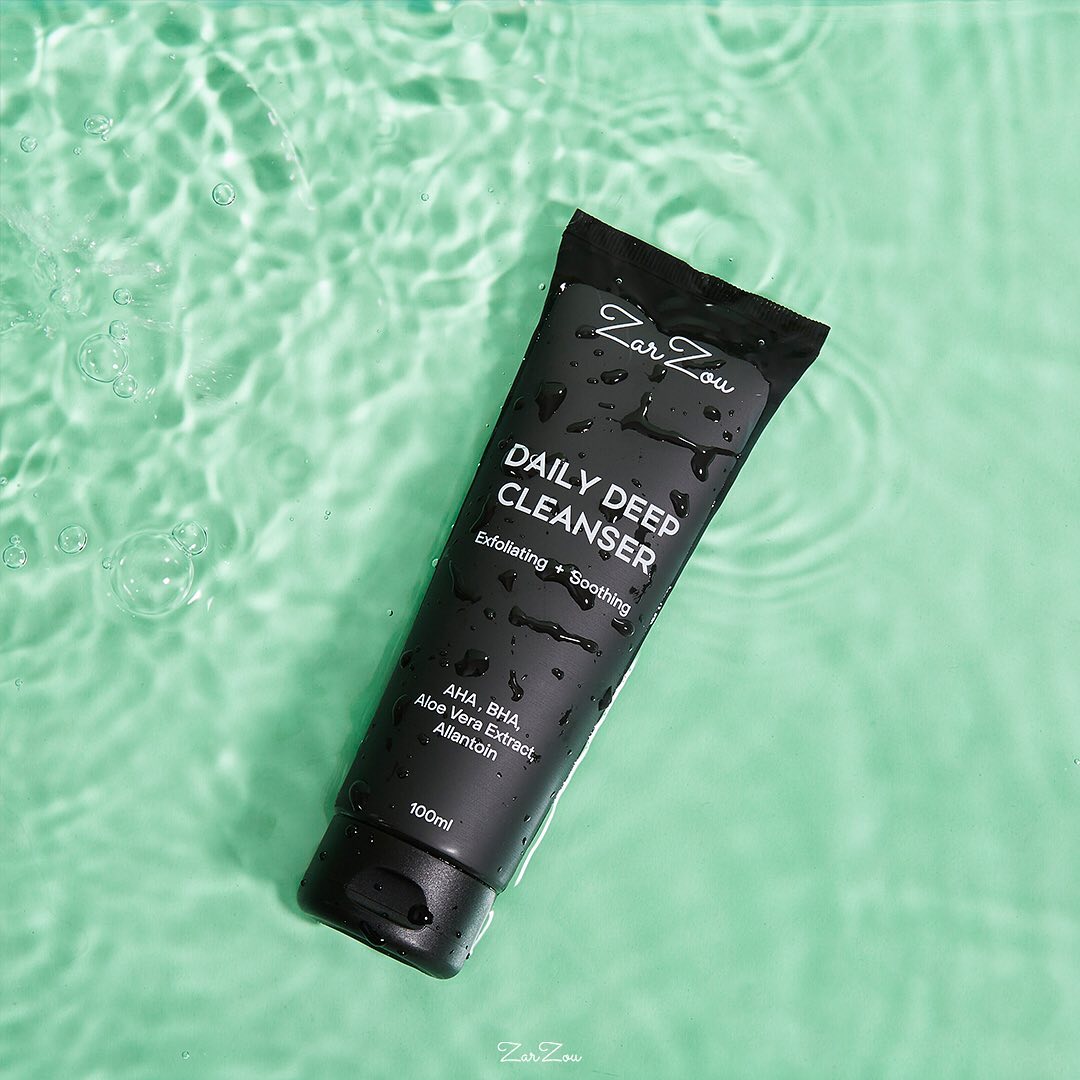 ZarZou
DAILY DEEP
CLEANSER
Exfoliating + Soothing
AHA , BHA,
Aloe Vera Extract,
Allantoin
100ml
ZarZou